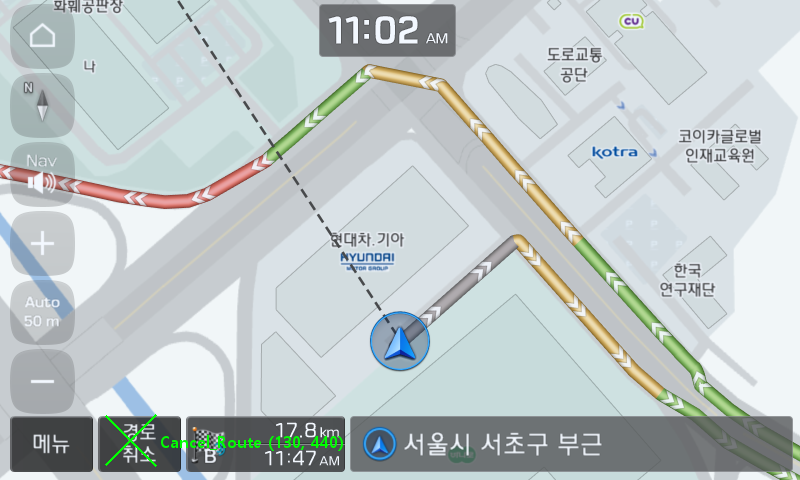 화훼공판장
11:02 AM
CU
나
도로교통
공단
N
kotra
코이카글로벌
인재교육원
Nav
현대차.기아
HYUNDAI
MOTOR GROUP
한국
연구재단
Auto
50 m
메뉴
경로
취소
Cancel Route (130, 440)
B
17.8 km
11:47 AM
서울시 서초구 부근